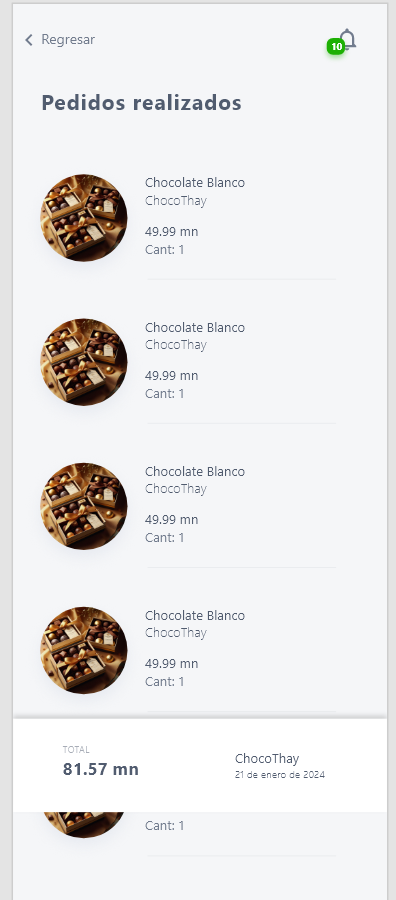 Regresar
10
Pedidos realizados
Chocolate Blanco
ChocoThay
49.99 mn
Cant: 1
Chocolate Blanco
ChocoThay
49.99 mn
Cant: 1
Chocolate Blanco
ChocoThay
49.99 mn
Cant: 1
Chocolate Blanco
ChocoThay
49.99 mn
Cant: 1
TOTAL
81.57 mn
ChocoThay
21 de enero de 2024
Cant: 1